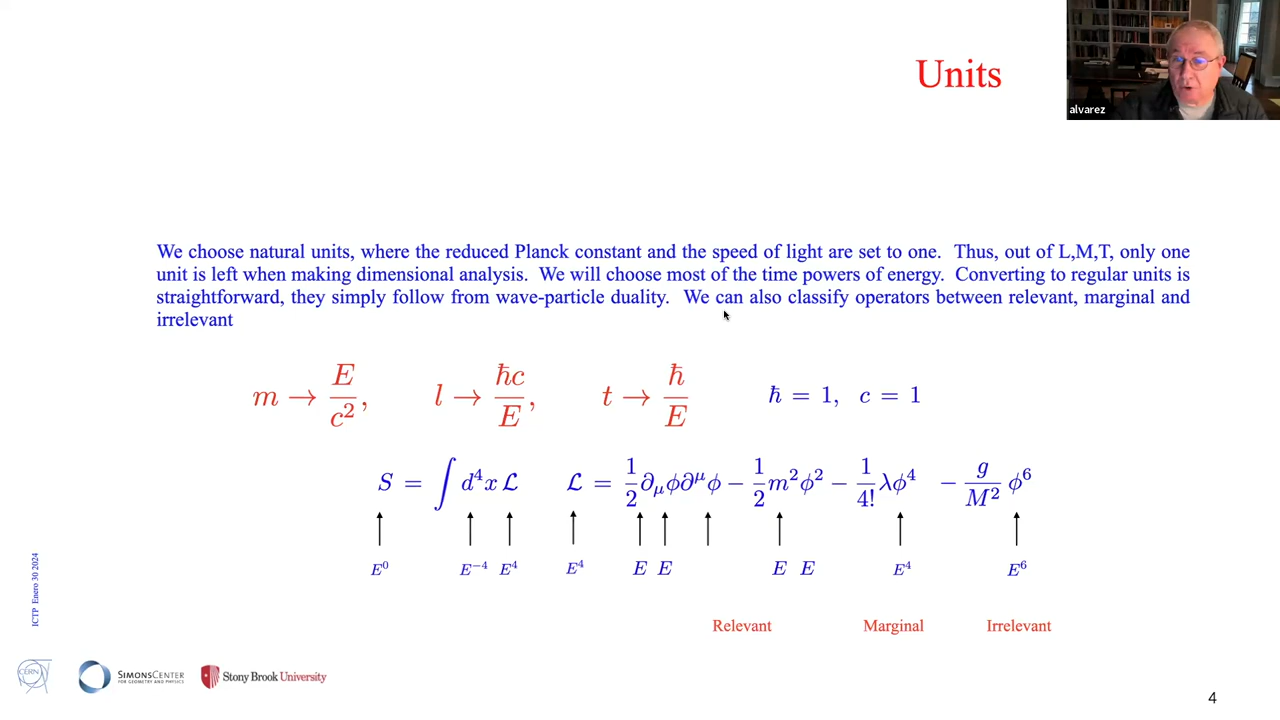 Units
alvarez
We choose natural units, where the reduced Planck constant and the speed of light are set to one. Thus, out of L,M,T, only one
unit is left when making dimensional analysis. We will choose most of the time powers of energy. Converting to regular units is
straightforward, they simply follow from wave-particle duality. We can also classify operators between relevant, marginal and
irrelevant
m → E/c², l → ħc/E, t → ħ/E ħ = 1, c = 1
S = ∫ d⁴x ℒ ℒ = 1/2 ∂_μϕ∂^μϕ − 1/2 m²ϕ² − 1/4! λϕ⁴ − g/M² ϕ⁶
E⁰ E⁻⁴ E⁴ E⁴ E E E E E⁴ E⁶
Relevant Marginal Irrelevant
ICTP Enero 30 2024
CERN SIMONS CENTER Stony Brook University
FOR GEOMETRY AND PHYSICS
4